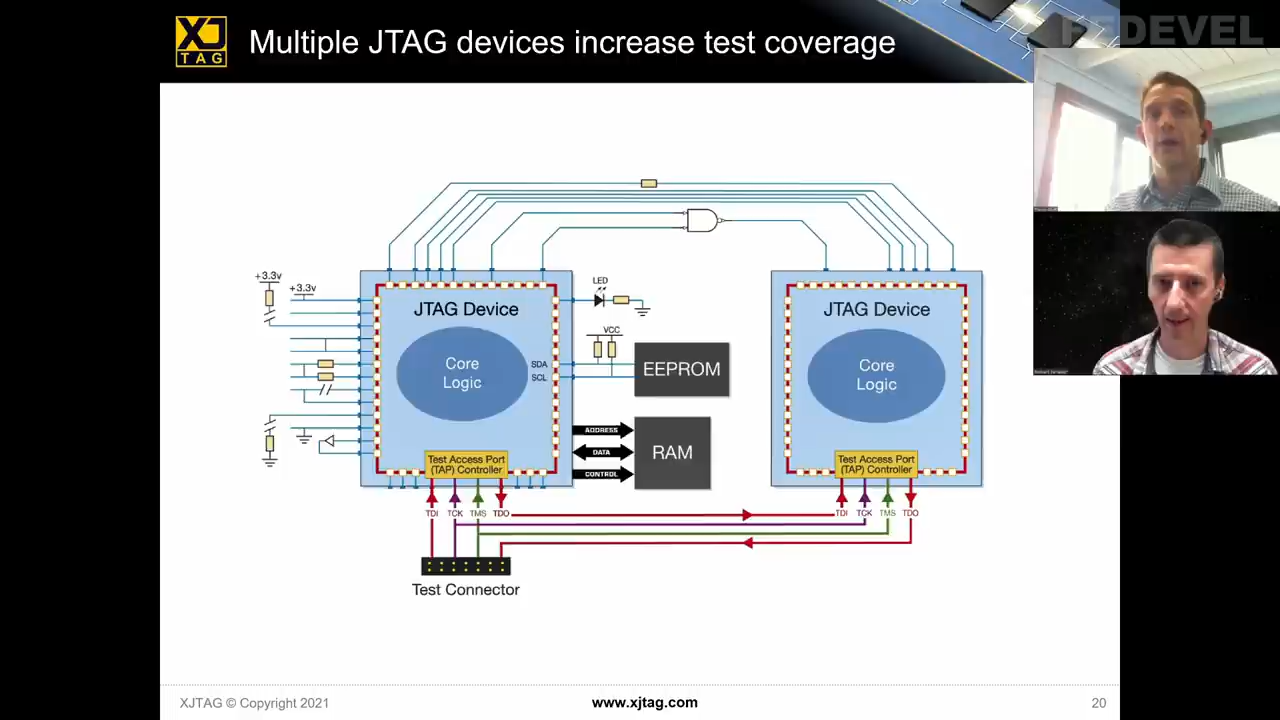 XJ
TAG
Multiple JTAG devices increase test coverage
FEDEVEL
+3.3v
+3.3v
JTAG Device
Core
Logic
LED
VCC
SDA
SCL
EEPROM
ADDRESS
DATA
CONTROL
RAM
Test Access Port
(TAP) Controller
TDI
TCK
TMS
TDO
JTAG Device
Core
Logic
Test Access Port
(TAP) Controller
TDI
TCK
TMS
TDO
Test Connector
XJTAG © Copyright 2021
www.xjtag.com
20